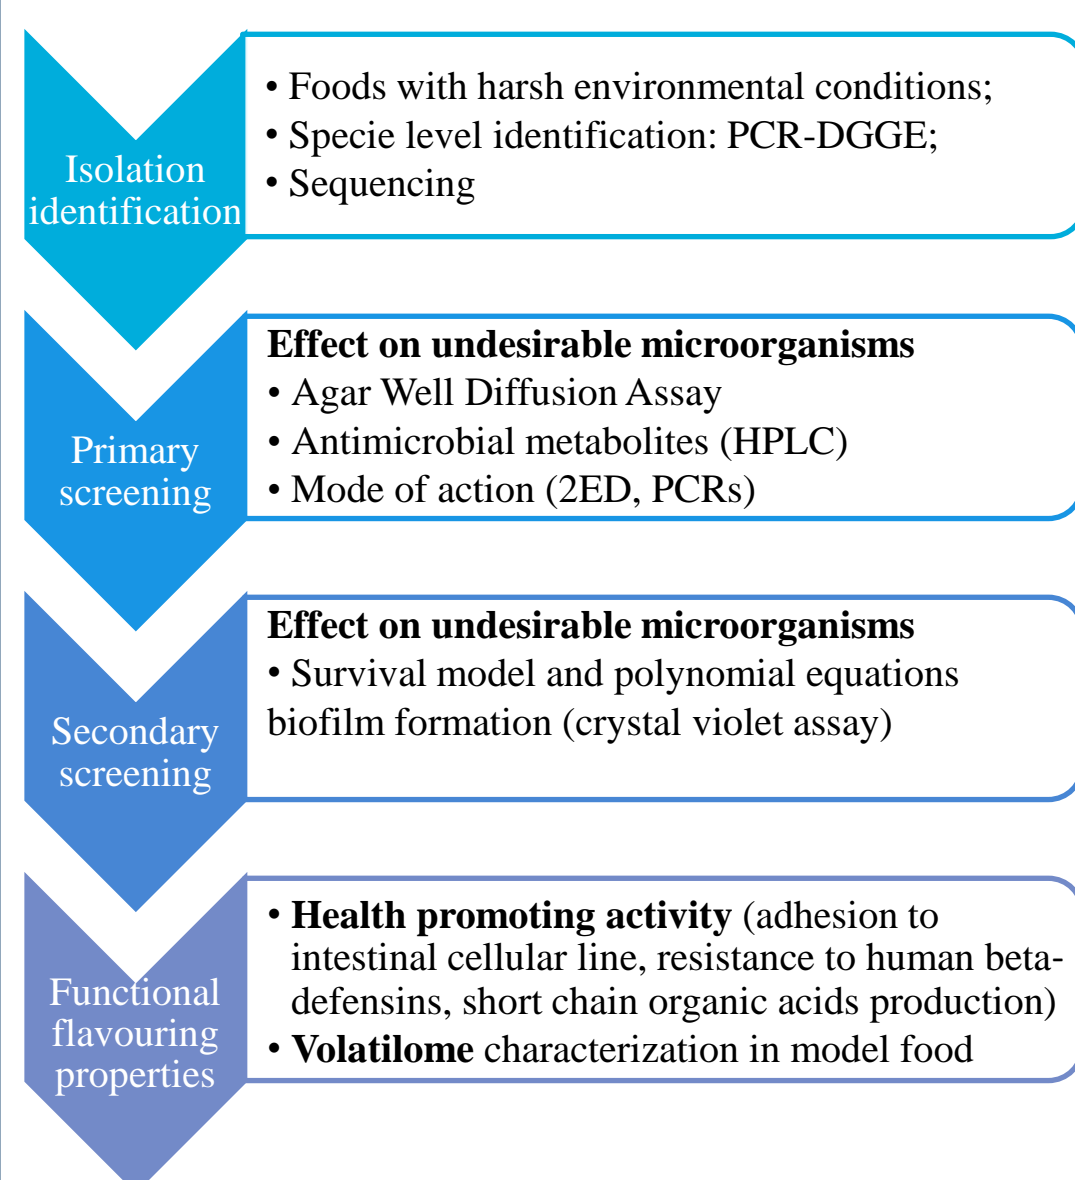 Isolation
identification
• Foods with harsh environmental conditions;
• Specie level identification: PCR-DGGE;
• Sequencing
Primary
screening
Effect on undesirable microorganisms
• Agar Well Diffusion Assay
• Antimicrobial metabolites (HPLC)
• Mode of action (2ED, PCRs)
Secondary
screening
Effect on undesirable microorganisms
• Survival model and polynomial equations
biofilm formation (crystal violet assay)
Functional
flavouring
properties
• Health promoting activity (adhesion to
intestinal cellular line, resistance to human beta-
defensins, short chain organic acids production)
• Volatilome characterization in model food